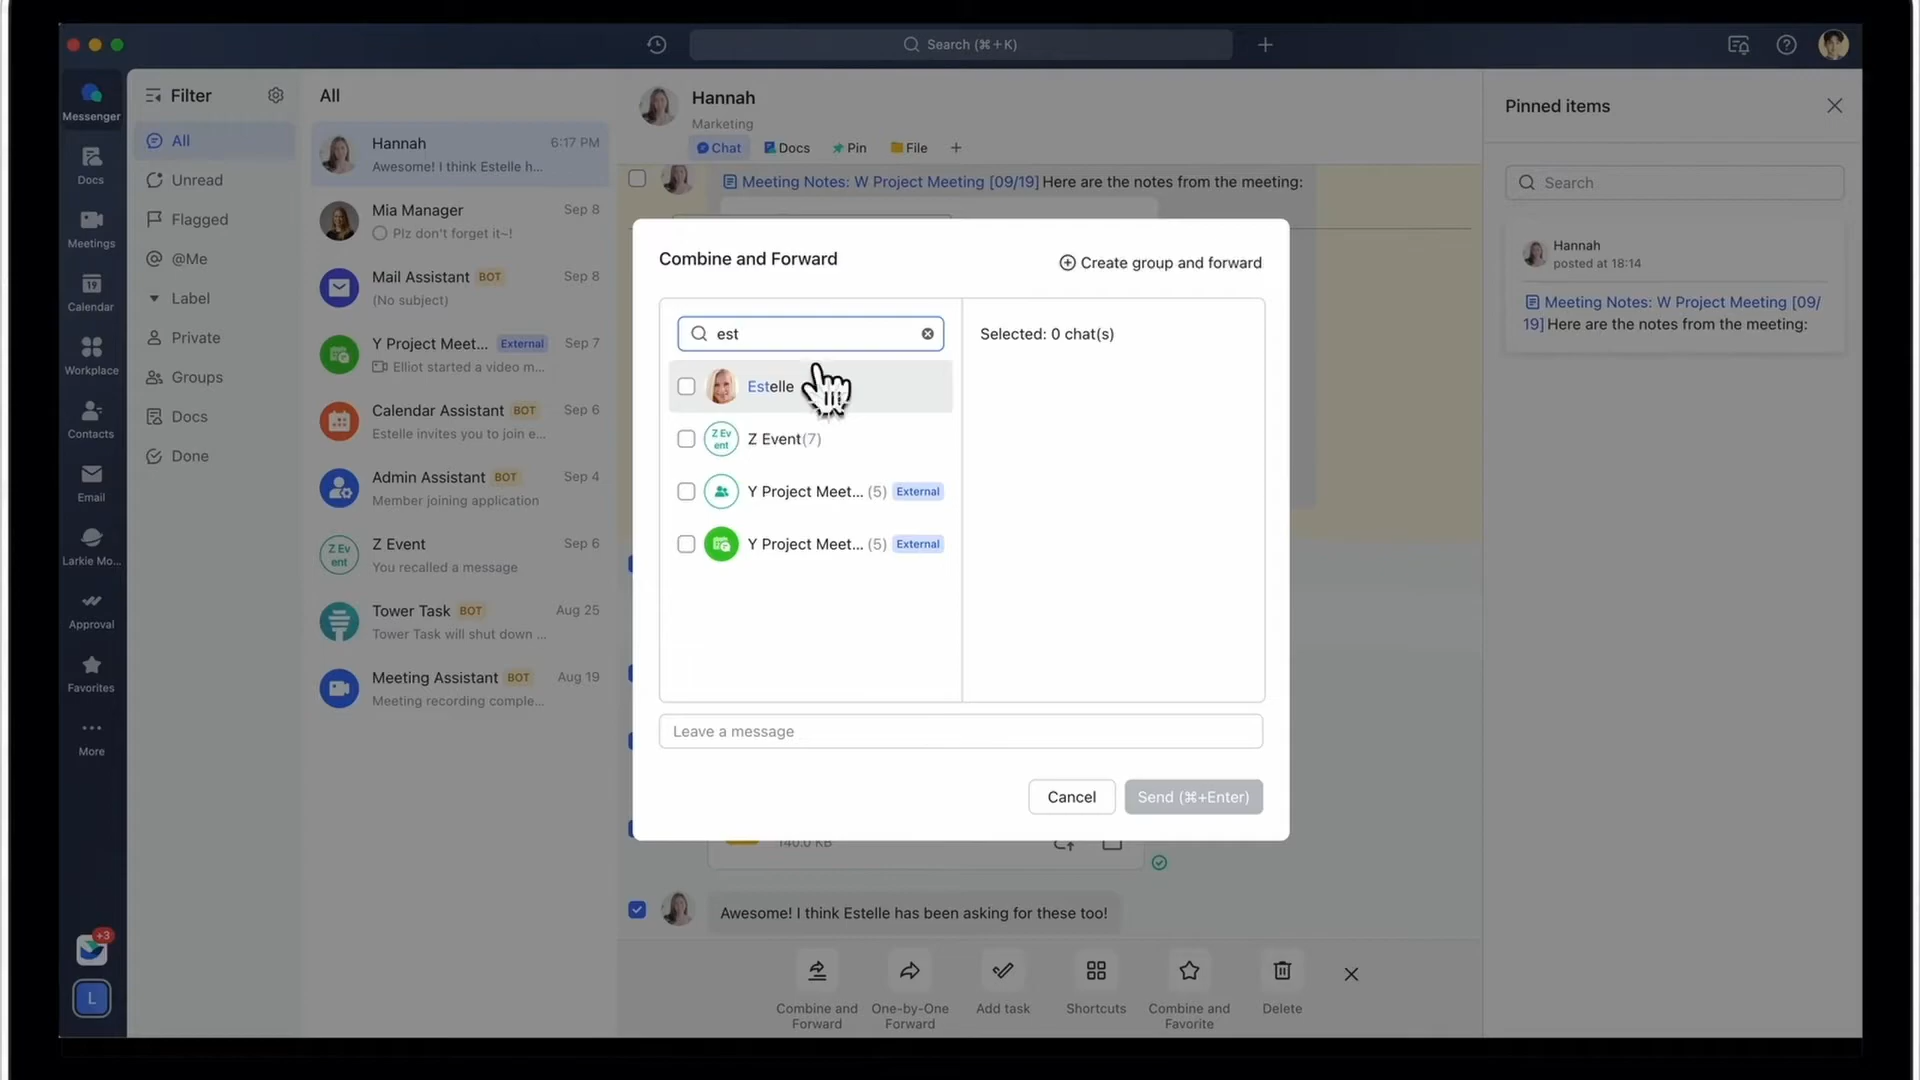 Search (⌘+K)
Messenger
Docs
Meetings
19
Calendar
Workplace
Contacts
Email
Larkie Mo...
Approval
Favorites
More
+3
L
Filter
All
Unread
Flagged
@Me
Label
Private
Groups
Docs
Done
All
Hannah 6:17 PM
Awesome! I think Estelle h...
Mia Manager Sep 8
Plz don't forget it~!
Mail Assistant BOT Sep 8
(No subject)
Y Project Meet... External Sep 7
Elliot started a video m...
Calendar Assistant BOT Sep 6
Estelle invites you to join e...
Admin Assistant BOT Sep 4
Member joining application
Z Event Sep 6
Z Ev
ent
You recalled a message
Tower Task BOT Aug 25
Tower Task will shut down ...
Meeting Assistant BOT Aug 19
Meeting recording comple...
Hannah
Marketing
Chat Docs Pin File
Meeting Notes: W Project Meeting [09/19] Here are the notes from the meeting:
Combine and Forward
Create group and forward
est
Selected: 0 chat(s)
Estelle
Z Ev
ent
Z Event(7)
Y Project Meet... (5) External
Y Project Meet... (5) External
Leave a message
Cancel
Send (⌘+Enter)
140.0 KB
Awesome! I think Estelle has been asking for these too!
Combine and
Forward
One-by-One
Forward
Add task
Shortcuts
Combine and
Favorite
Delete
Pinned items
Search
Hannah
posted at 18:14
Meeting Notes: W Project Meeting [09/
19] Here are the notes from the meeting: